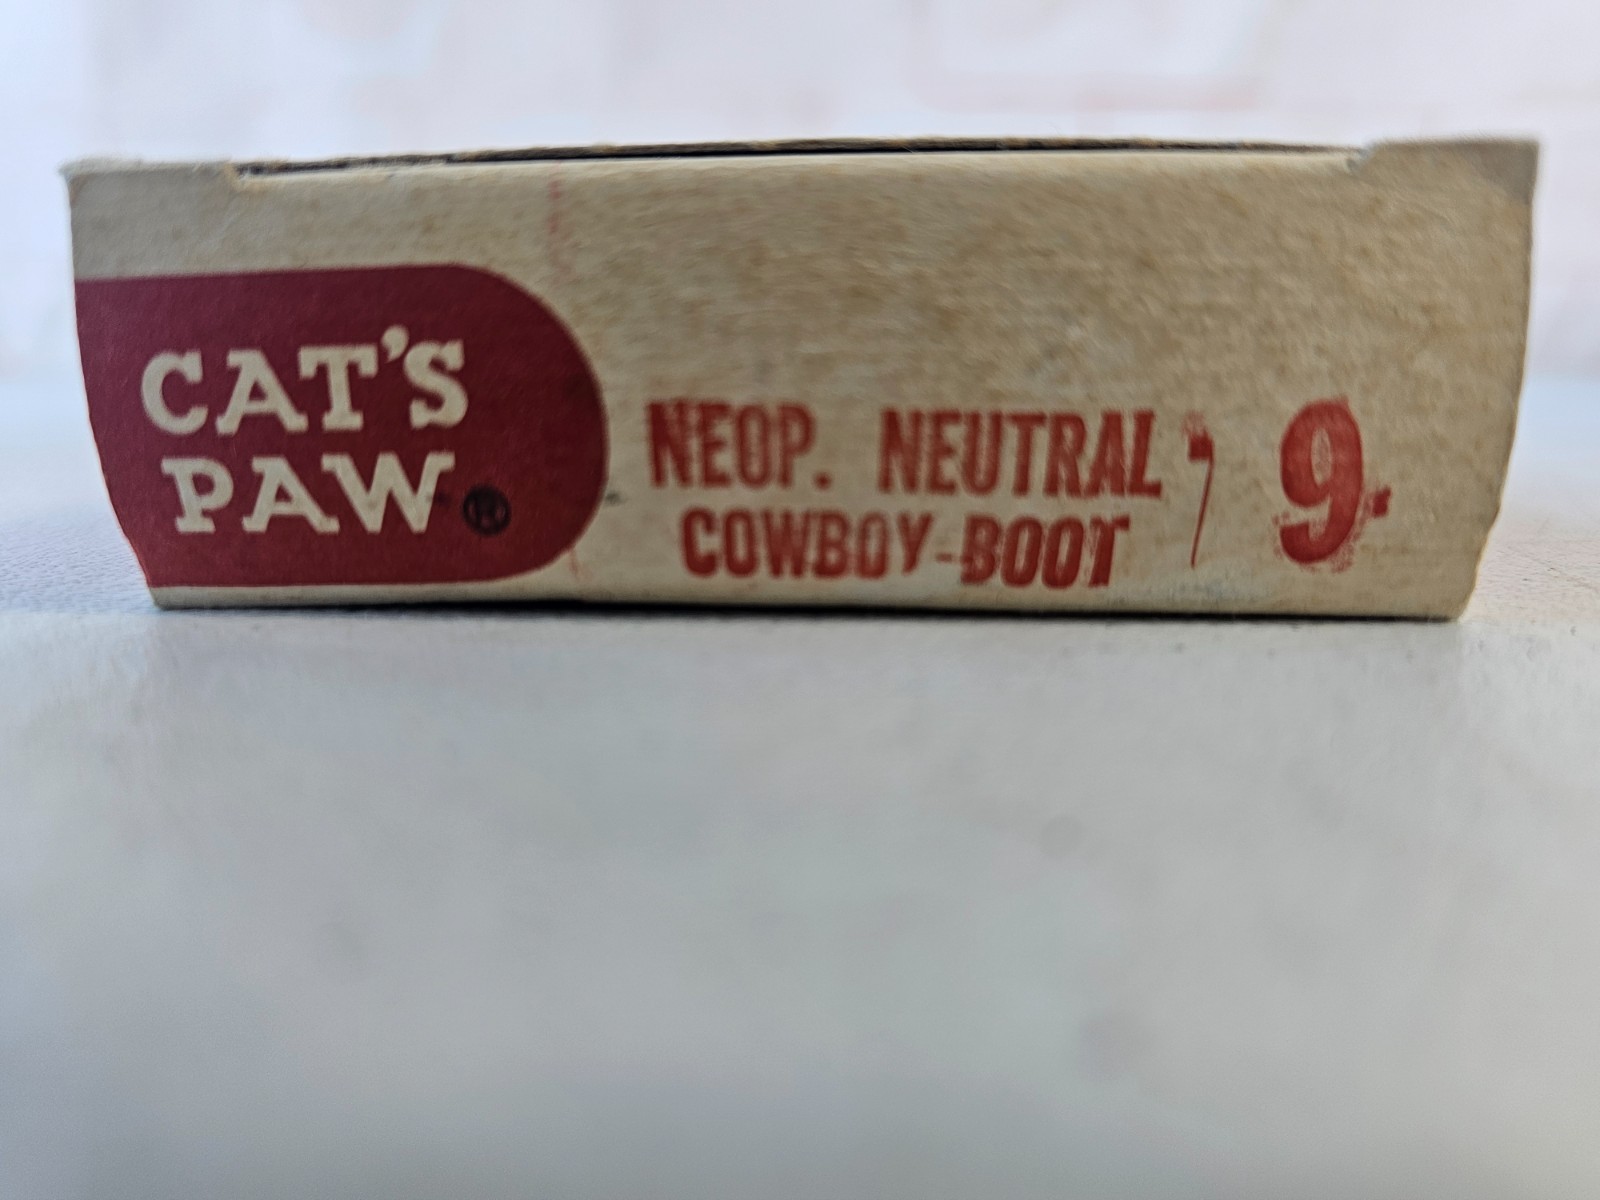 CAT'S
PAW®
NEOP. NEUTRAL
COWBOY-BOOT
9